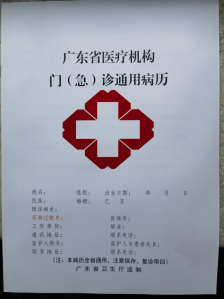 广东省医疗机构
门（急）诊通用病历
姓名： 性别： 出生日期： 年 月 日
民族： 婚姻： 已 否
既往病史：
药物过敏史： 医保号：
工作单位： 职业：
通讯地址： 联系电话：
监护人姓名： 监护人与患者关系：
联系地址： 联系电话：
（注：本病历全省通用，注意保存，复诊带回）
广东省卫生厅监制